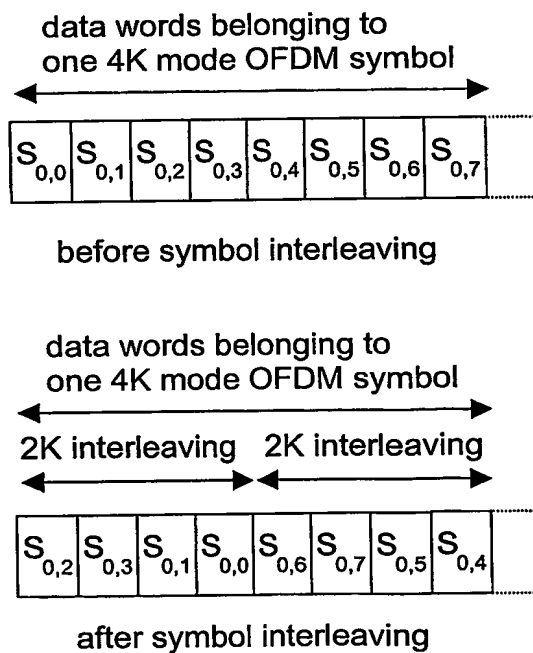 data words belonging to
one 4K mode OFDM symbol
S0,0 S0,1 S0,2 S0,3 S0,4 S0,5 S0,6 S0,7
before symbol interleaving
data words belonging to
one 4K mode OFDM symbol
2K interleaving 2K interleaving
S0,2 S0,3 S0,1 S0,0 S0,6 S0,7 S0,5 S0,4
after symbol interleaving